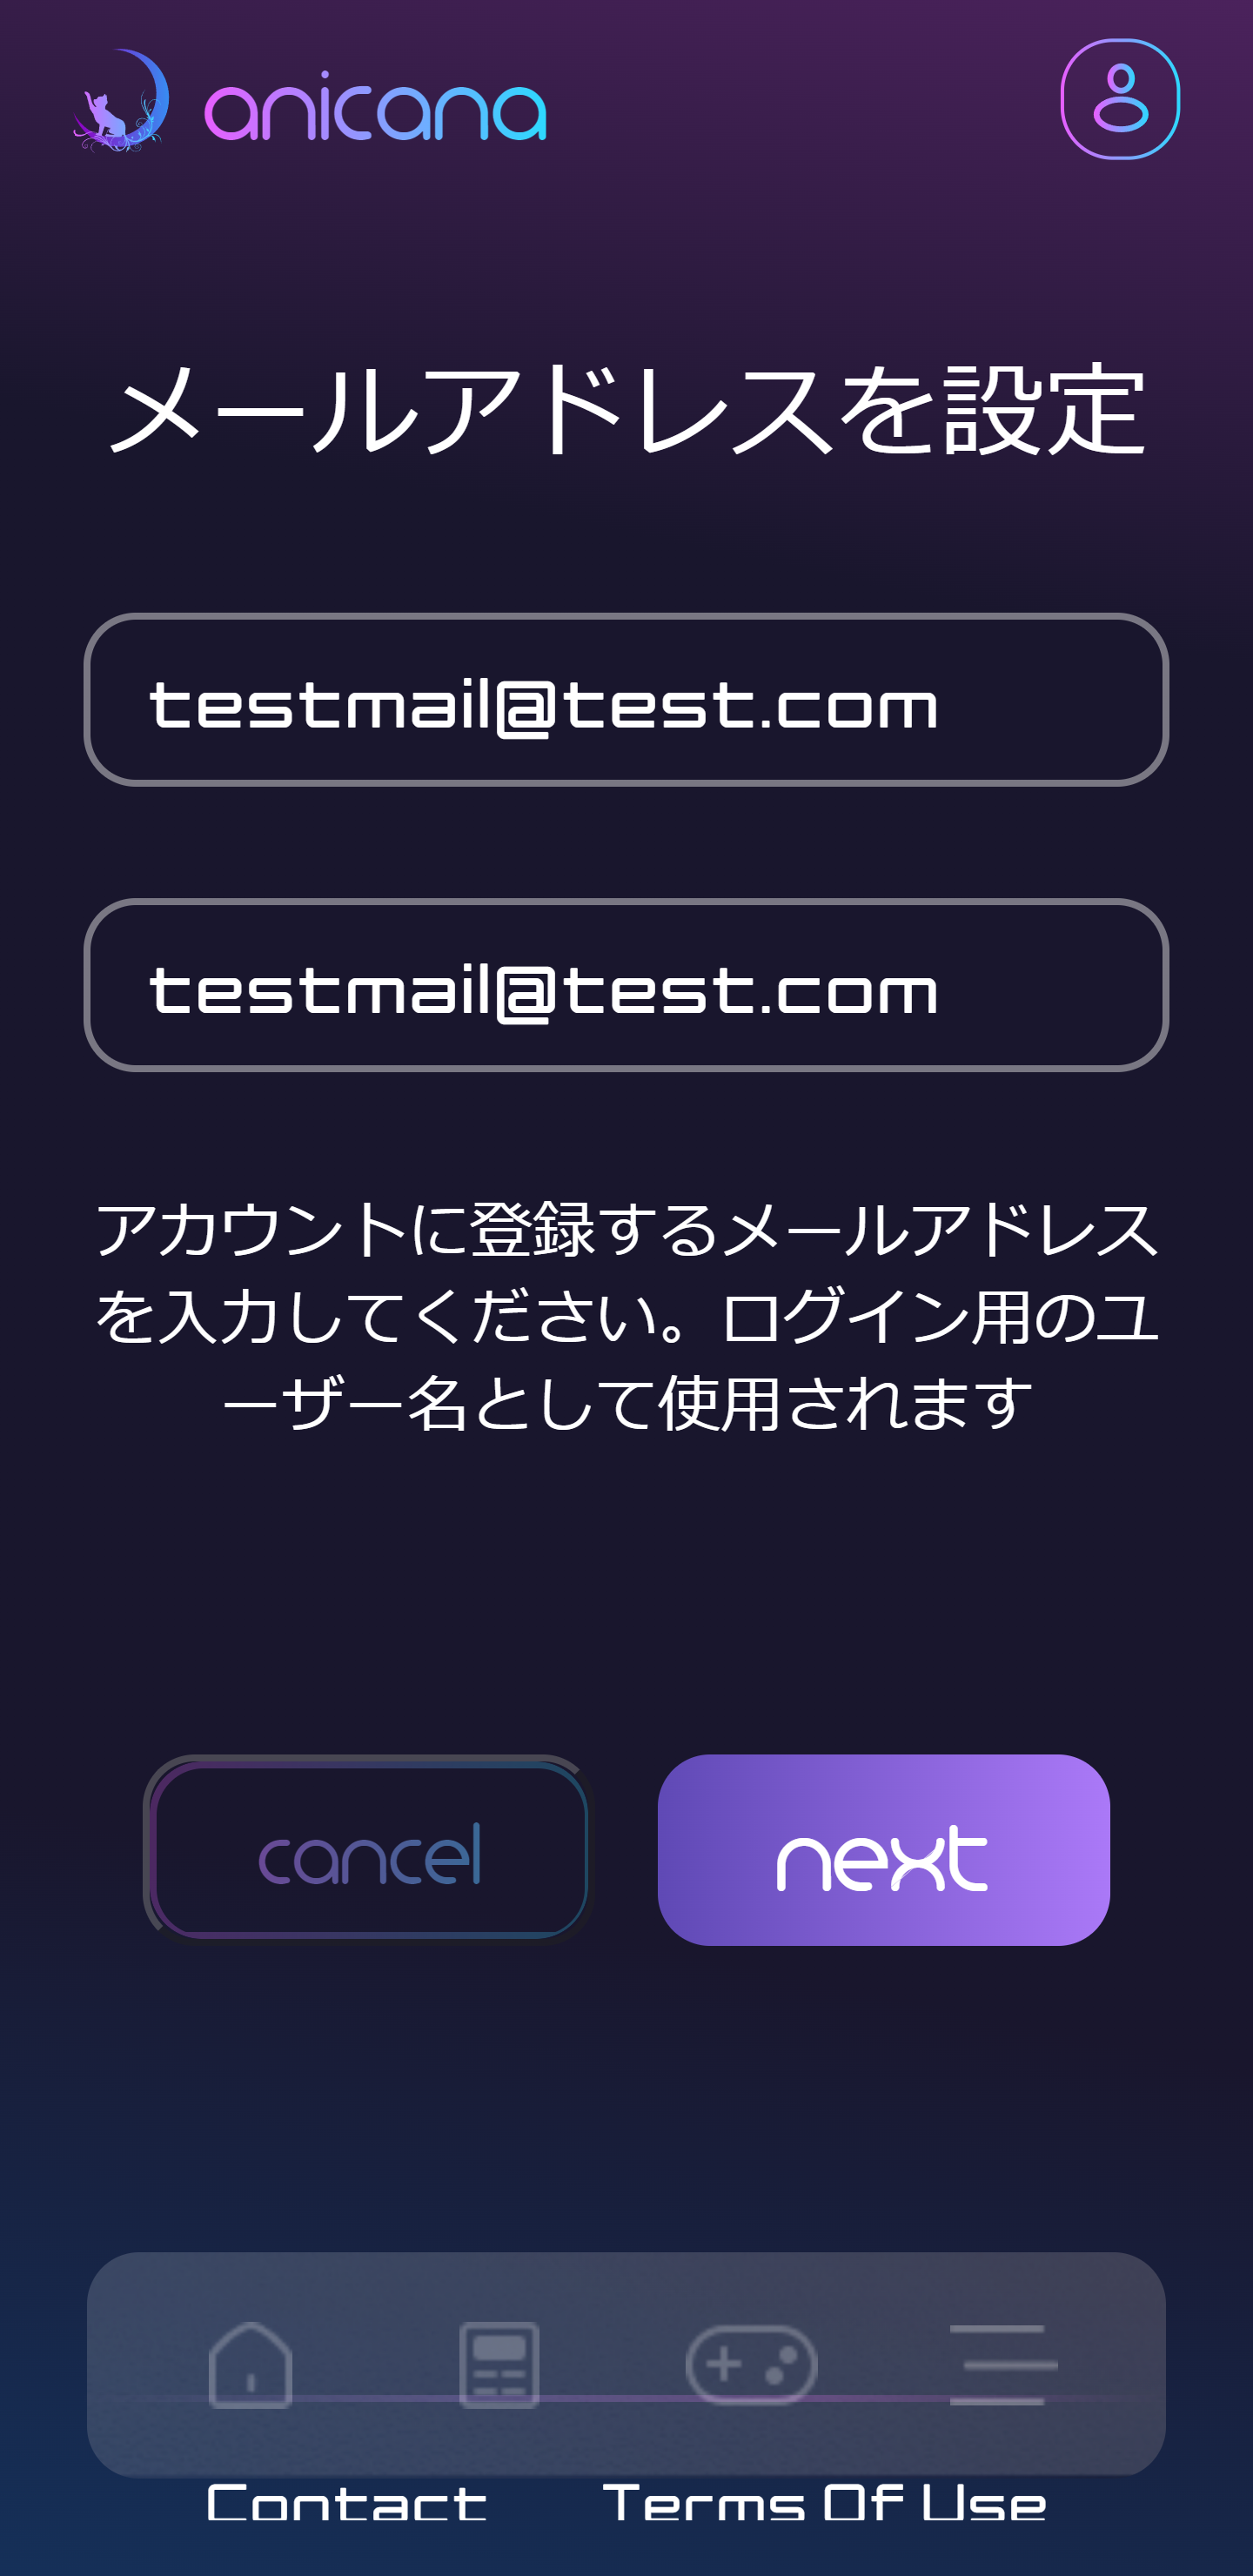 anicana
メールアドレスを設定
testmail@test.com
testmail@test.com
アカウントに登録するメールアドレス
を入力してください。ログイン用のユ
ーザー名として使用されます
cancel
next
Contact
Terms Of Use